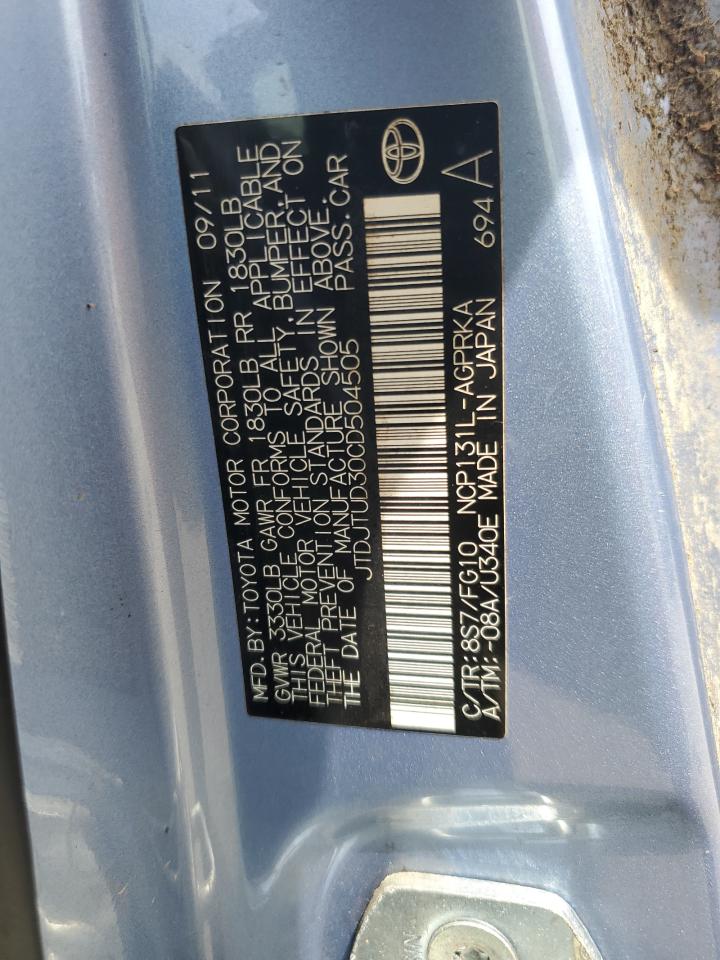 MFD. BY: TOYOTA MOTOR CORPORATION 09/11
GVWR 3330LB GAWR FR 1830LB RR 1830LB
THIS VEHICLE CONFORMS TO ALL APPLICABLE
FEDERAL MOTOR VEHICLE SAFETY, BUMPER, AND
THEFT PREVENTION STANDARDS IN EFFECT ON
THE DATE OF MANUFACTURE SHOWN ABOVE.
JTDJTUD30CD504505 PASS. CAR
C/TR: 8S7/FG10 NCP131L-AGPRKA 694
A/TM: -08A/U340E MADE IN JAPAN A